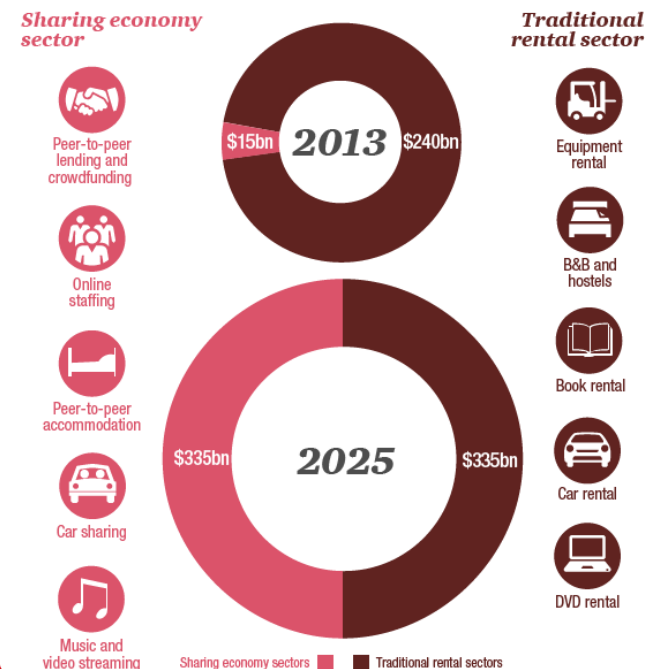 Sharing economy
sector
Traditional
rental sector
Peer-to-peer
lending and
crowdfunding
Online
staffing
Peer-to-peer
accommodation
Car sharing
Music and
video streaming
$15bn
2013
$240bn
$335bn
2025
$335bn
Equipment
rental
B&B and
hostels
Book rental
Car rental
DVD rental
Sharing economy sectors
Traditional rental sectors